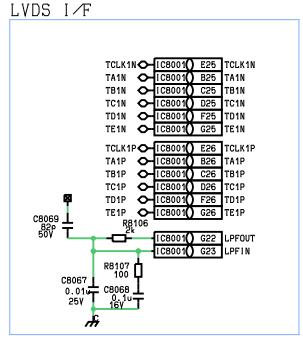 LVDS I/F
TCLK1N IC8001 E25 TCLK1N
TA1N IC8001 B25 TA1N
TB1N IC8001 C25 TB1N
TC1N IC8001 D25 TC1N
TD1N IC8001 F25 TD1N
TE1N IC8001 G25 TE1N
TCLK1P IC8001 E26 TCLK1P
TA1P IC8001 B26 TA1P
TB1P IC8001 C26 TB1P
TC1P IC8001 D26 TC1P
TD1P IC8001 F26 TD1P
TE1P IC8001 G26 TE1P
C8069
82p
50V
R8106
2k
IC8001 G22 LPFOUT
IC8001 G23 LPFIN
R8107
100
C8067
0.01u
25V
C8068
0.1u
16V